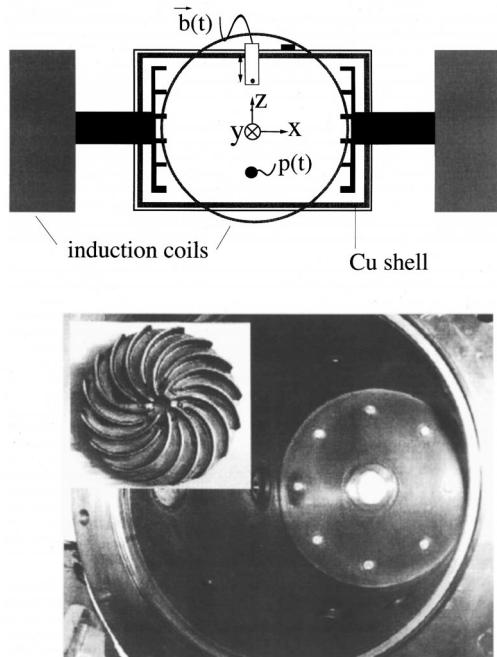 b(t)
z
y
x
p(t)
induction coils
Cu shell